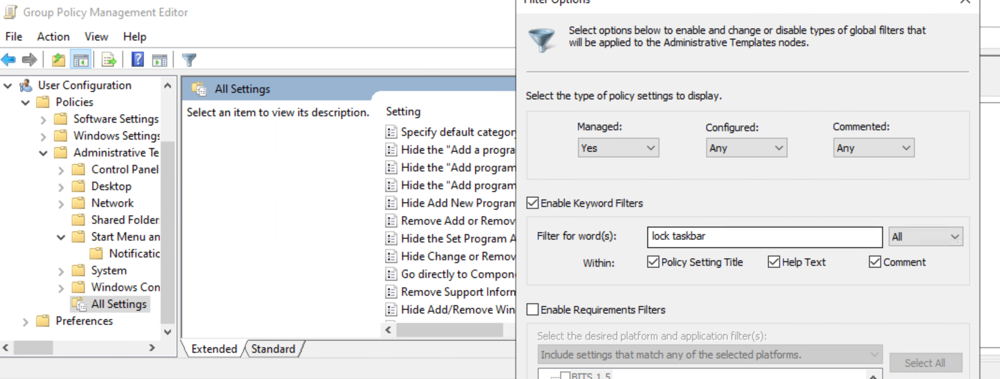 Group Policy Management Editor
File Action View Help
User Configuration
Policies
Software Settings
Windows Settings
Administrative Te
Control Panel
Desktop
Network
Shared Folder
Start Menu an
Notificatic
System
Windows Con
All Settings
Preferences
All Settings
Select an item to view its description.
Setting
Specify default category
Hide the "Add a progra
Hide the "Add program
Hide the "Add program
Hide Add New Program
Remove Add or Remov
Hide the Set Program A
Hide Change or Remov
Go directly to Compon
Remove Support Inform
Hide Add/Remove Win
Extended Standard
Filter Options
Select options below to enable and change or disable types of global filters that
will be applied to the Administrative Templates nodes.
Select the type of policy settings to display.
Managed: Configured: Commented:
Yes Any Any
Enable Keyword Filters
Filter for word(s): lock taskbar All
Within: Policy Setting Title Help Text Comment
Enable Requirements Filters
Select the desired platform and application filter(s):
Include settings that match any of the selected platforms.
Select All
BITS 1.5